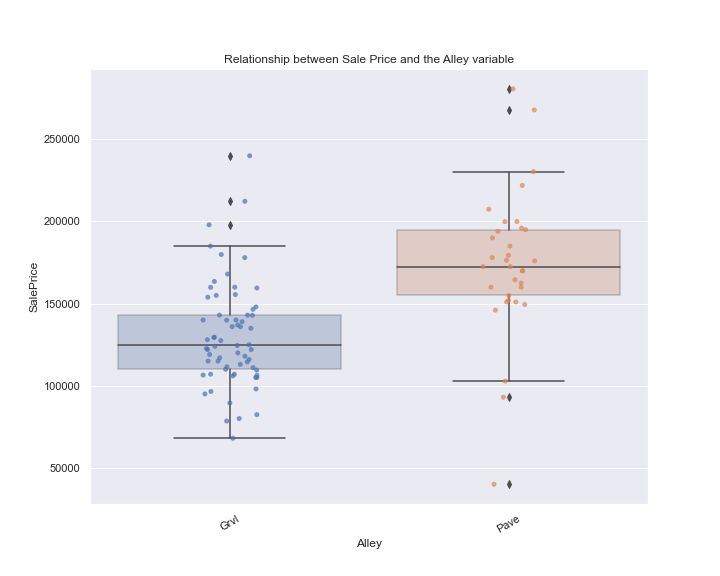 Relationship between Sale Price and the Alley variable
250000
200000
150000
100000
50000
SalePrice
Grvl
Pave
Alley